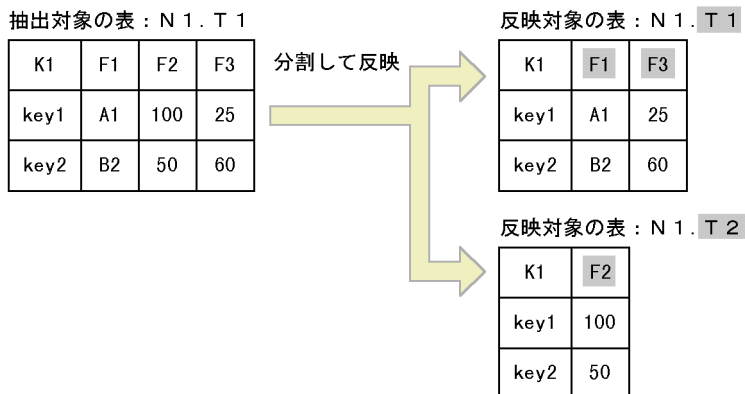 抽出対象の表：N1.T1
K1 F1 F2 F3
key1 A1 100 25
key2 B2 50 60
分割して反映
反映対象の表：N1.T1
K1 F1 F3
key1 A1 25
key2 B2 60
反映対象の表：N1.T2
K1 F2
key1 100
key2 50